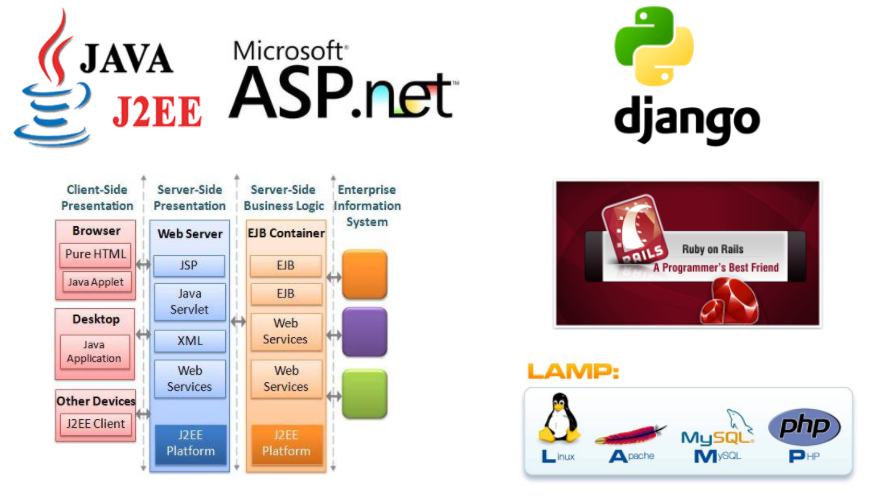 JAVA
J2EE
Microsoft®
ASP.net™
django
Client-Side
Presentation
Server-Side
Presentation
Server-Side
Business Logic
Enterprise
Information
System
Browser
Pure HTML
Java Applet
Desktop
Java
Application
Other Devices
J2EE Client
Web Server
JSP
Java
Servlet
XML
Web
Services
J2EE
Platform
EJB Container
EJB
EJB
Web
Services
Web
Services
J2EE
Platform
RAILS
Ruby on Rails
A Programmer's Best Friend
LAMP:
MySQL®
php
Linux
Apache
MySQL
PHP